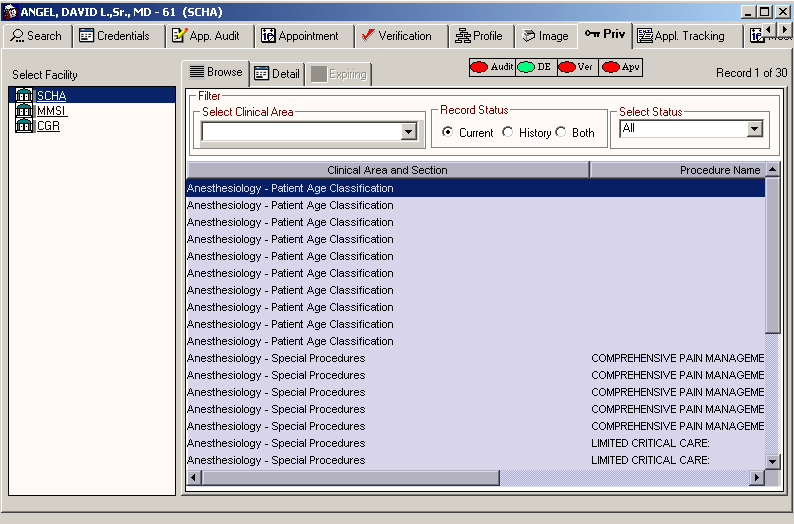 ANGEL, DAVID L.,Sr., MD - 61 (SCHA)
Search Credentials App. Audit Appointment Verification Profile Image Priv Appl. Tracking
Select Facility
SCHA
MMSI
CGR
Browse Detail Expiring
Audit DE Ver Apv
Record 1 of 30
Filter
Select Clinical Area
Record Status
Current History Both
Select Status
All
Clinical Area and Section Procedure Name
Anesthesiology - Patient Age Classification
Anesthesiology - Patient Age Classification
Anesthesiology - Patient Age Classification
Anesthesiology - Patient Age Classification
Anesthesiology - Patient Age Classification
Anesthesiology - Patient Age Classification
Anesthesiology - Patient Age Classification
Anesthesiology - Patient Age Classification
Anesthesiology - Patient Age Classification
Anesthesiology - Patient Age Classification
Anesthesiology - Special Procedures COMPREHENSIVE PAIN MANAGEME
Anesthesiology - Special Procedures COMPREHENSIVE PAIN MANAGEME
Anesthesiology - Special Procedures COMPREHENSIVE PAIN MANAGEME
Anesthesiology - Special Procedures COMPREHENSIVE PAIN MANAGEME
Anesthesiology - Special Procedures COMPREHENSIVE PAIN MANAGEME
Anesthesiology - Special Procedures LIMITED CRITICAL CARE:
Anesthesiology - Special Procedures LIMITED CRITICAL CARE: